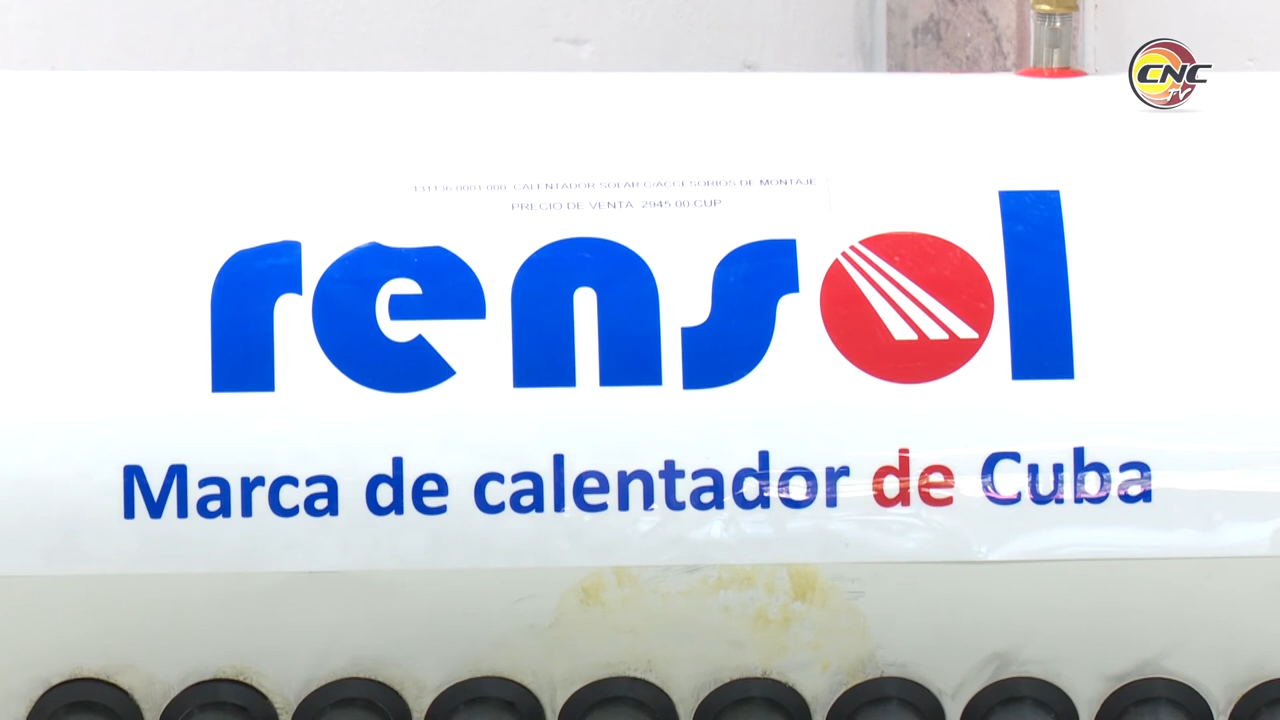 CNC
TV
131136 0001 000 CALENTADOR SOLAR C/ACCESORIOS DE MONTAJE
PRECIO DE VENTA 2945.00 CUP
rensol
Marca de calentador de Cuba